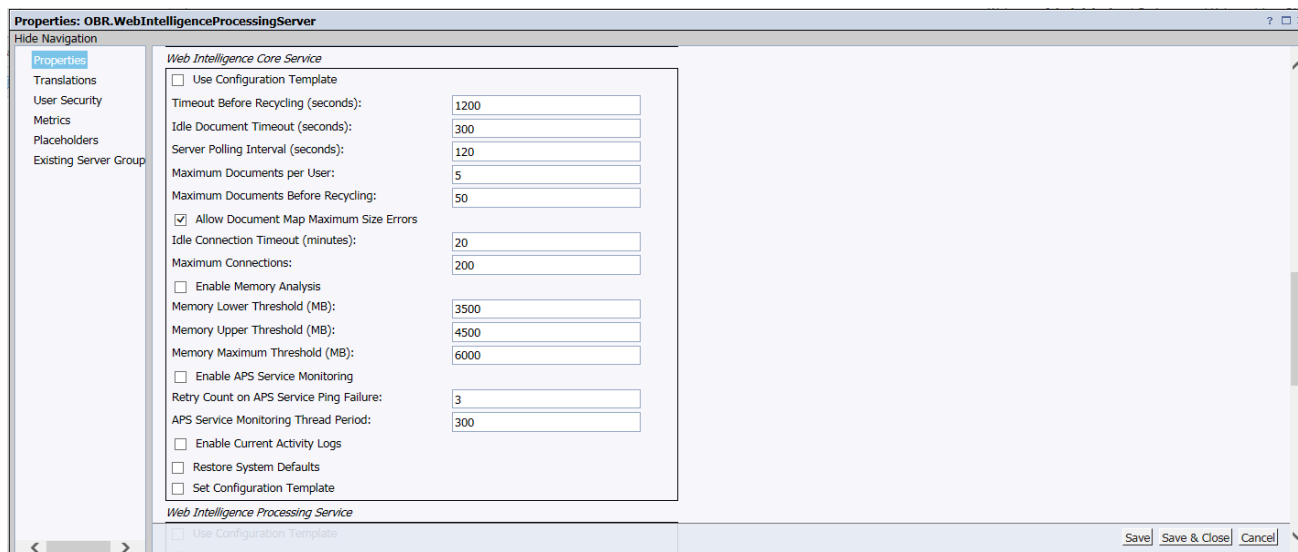 Properties: OBR.WebIntelligenceProcessingServer ?
Hide Navigation
Properties
Translations
User Security
Metrics
Placeholders
Existing Server Group
Web Intelligence Core Service
Use Configuration Template
Timeout Before Recycling (seconds): 1200
Idle Document Timeout (seconds): 300
Server Polling Interval (seconds): 120
Maximum Documents per User: 5
Maximum Documents Before Recycling: 50
Allow Document Map Maximum Size Errors
Idle Connection Timeout (minutes): 20
Maximum Connections: 200
Enable Memory Analysis
Memory Lower Threshold (MB): 3500
Memory Upper Threshold (MB): 4500
Memory Maximum Threshold (MB): 6000
Enable APS Service Monitoring
Retry Count on APS Service Ping Failure: 3
APS Service Monitoring Thread Period: 300
Enable Current Activity Logs
Restore System Defaults
Set Configuration Template
Web Intelligence Processing Service
Use Configuration Template
Save Save & Close Cancel